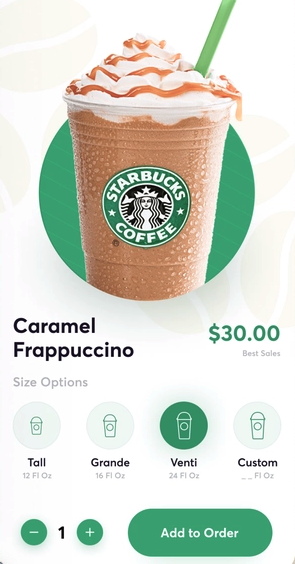 STARBUCKS
COFFEE
®
Caramel
Frappuccino
$30.00
Best Sales
Size Options
Tall
Grande
Venti
Custom
12 Fl Oz
16 Fl Oz
24 Fl Oz
_ _ Fl Oz
−
1
+
Add to Order